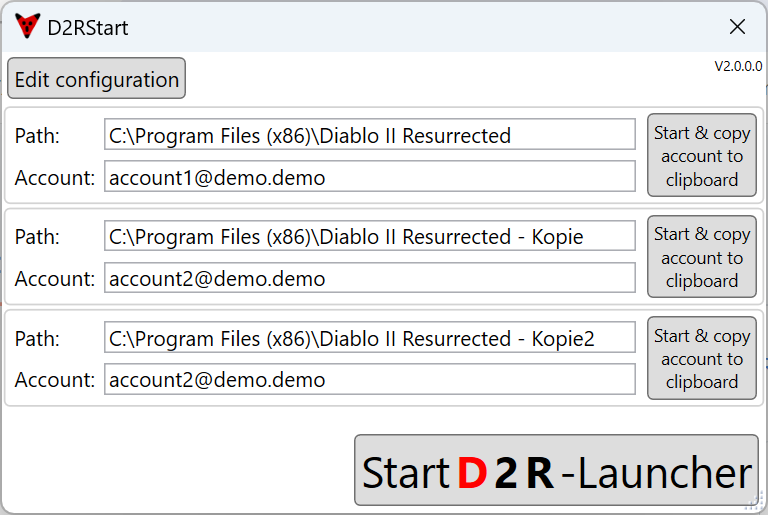 D2RStart
Edit configuration
V2.0.0.0
Path:
C:\Program Files (x86)\Diablo II Resurrected
Account:
account1@demo.demo
Start & copy
account to
clipboard
Path:
C:\Program Files (x86)\Diablo II Resurrected - Kopie
Account:
account2@demo.demo
Start & copy
account to
clipboard
Path:
C:\Program Files (x86)\Diablo II Resurrected - Kopie2
Account:
account2@demo.demo
Start & copy
account to
clipboard
Start D2R-Launcher